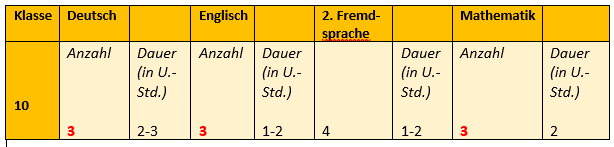 Klasse Deutsch Englisch 2. Fremd- Mathematik
sprache
Anzahl Dauer Anzahl Dauer Dauer Anzahl Dauer
(in U.- (in U.- (in U.- (in U.-
Std.) Std.) Std.) Std.)
10
3 2-3 3 1-2 4 1-2 3 2